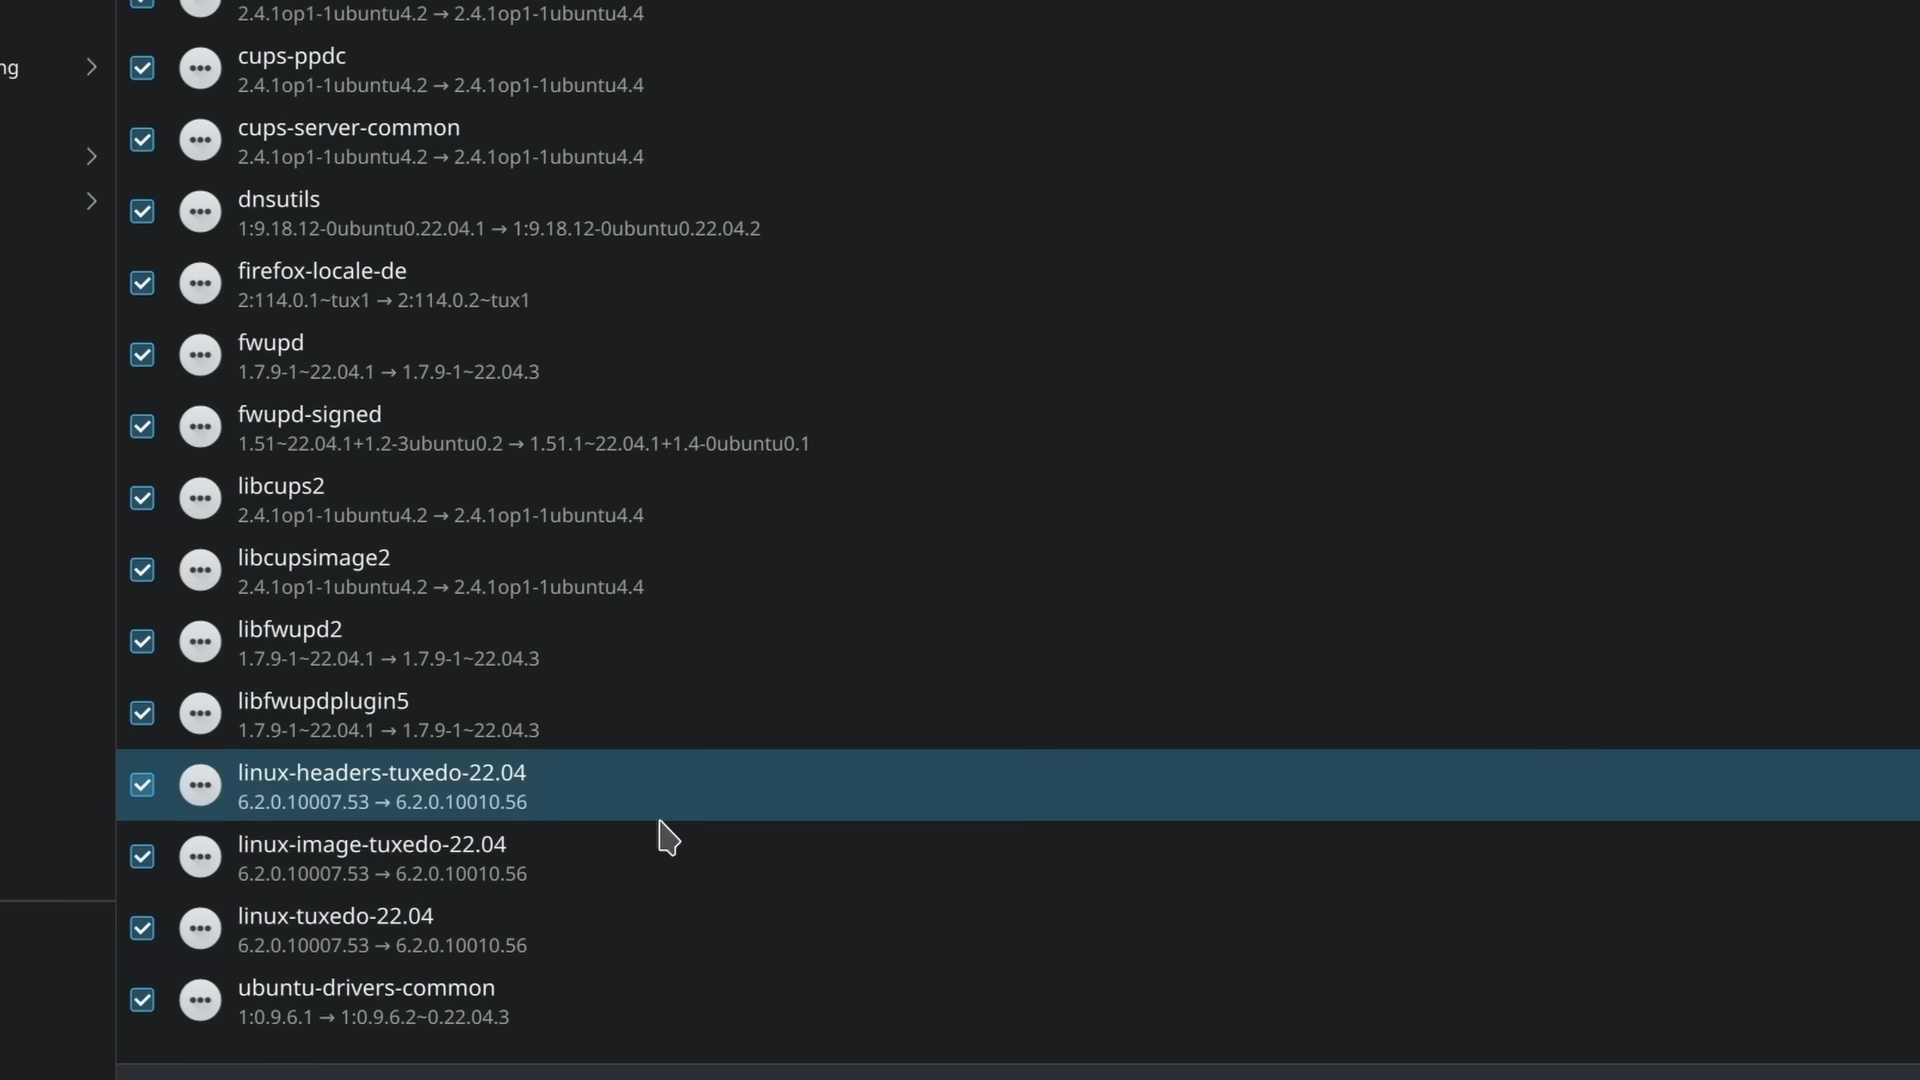 2.4.1op1-1ubuntu4.2 → 2.4.1op1-1ubuntu4.4
cups-ppdc
ng
2.4.1op1-1ubuntu4.2 → 2.4.1op1-1ubuntu4.4
cups-server-common
2.4.1op1-1ubuntu4.2 → 2.4.1op1-1ubuntu4.4
dnsutils
1:9.18.12-0ubuntu0.22.04.1 → 1:9.18.12-0ubuntu0.22.04.2
firefox-locale-de
2:114.0.1~tux1 → 2:114.0.2~tux1
fwupd
1.7.9-1~22.04.1 → 1.7.9-1~22.04.3
fwupd-signed
1.51~22.04.1+1.2-3ubuntu0.2 → 1.51.1~22.04.1+1.4-0ubuntu0.1
libcups2
2.4.1op1-1ubuntu4.2 → 2.4.1op1-1ubuntu4.4
libcupsimage2
2.4.1op1-1ubuntu4.2 → 2.4.1op1-1ubuntu4.4
libfwupd2
1.7.9-1~22.04.1 → 1.7.9-1~22.04.3
libfwupdplugin5
1.7.9-1~22.04.1 → 1.7.9-1~22.04.3
linux-headers-tuxedo-22.04
6.2.0.10007.53 → 6.2.0.10010.56
linux-image-tuxedo-22.04
6.2.0.10007.53 → 6.2.0.10010.56
linux-tuxedo-22.04
6.2.0.10007.53 → 6.2.0.10010.56
ubuntu-drivers-common
1:0.9.6.1 → 1:0.9.6.2~0.22.04.3